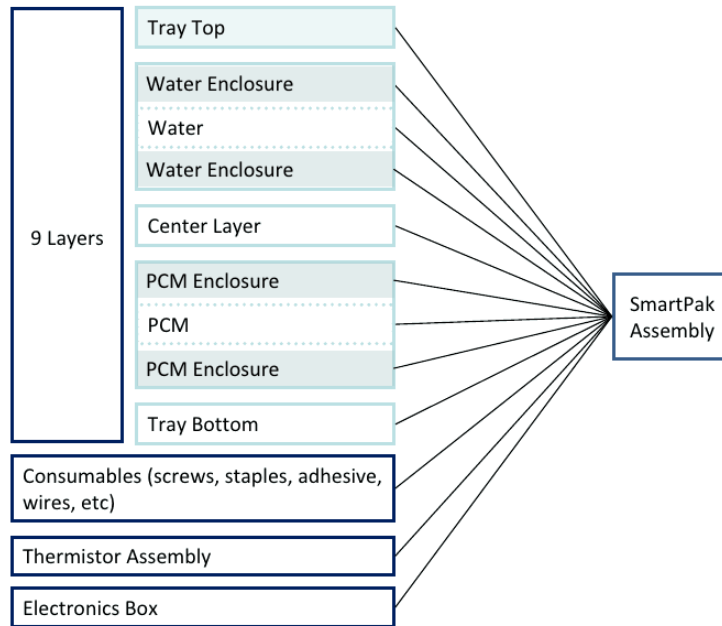 Tray Top
Water Enclosure
Water
Water Enclosure
9 Layers
Center Layer
PCM Enclosure
PCM
PCM Enclosure
Tray Bottom
SmartPak
Assembly
Consumables (screws, staples, adhesive,
wires, etc)
Thermistor Assembly
Electronics Box